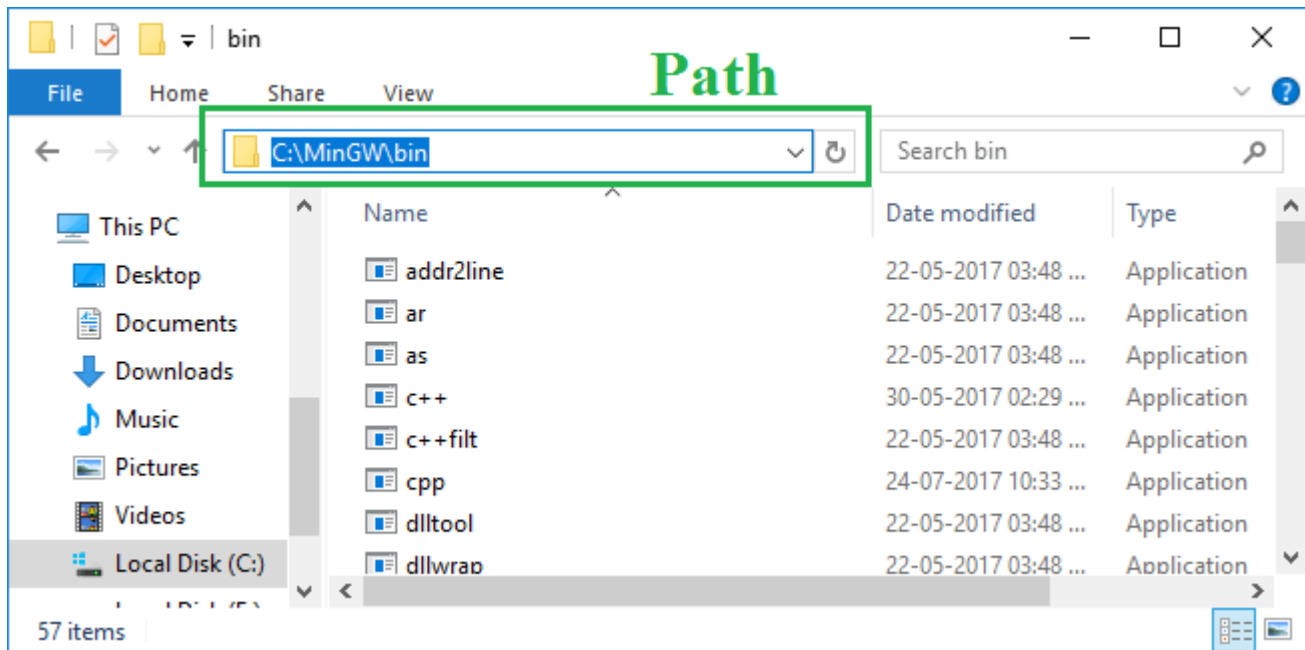 bin
Path
File Home Share View
C:\MinGW\bin
Search bin
Name Date modified Type
This PC
Desktop
Documents
Downloads
Music
Pictures
Videos
Local Disk (C:)
addr2line 22-05-2017 03:48 ... Application
ar 22-05-2017 03:48 ... Application
as 22-05-2017 03:48 ... Application
c++ 30-05-2017 02:29 ... Application
c++filt 22-05-2017 03:48 ... Application
cpp 24-07-2017 10:33 ... Application
dlltool 22-05-2017 03:48 ... Application
dllwrap 22-05-2017 03:48 ... Application
57 items